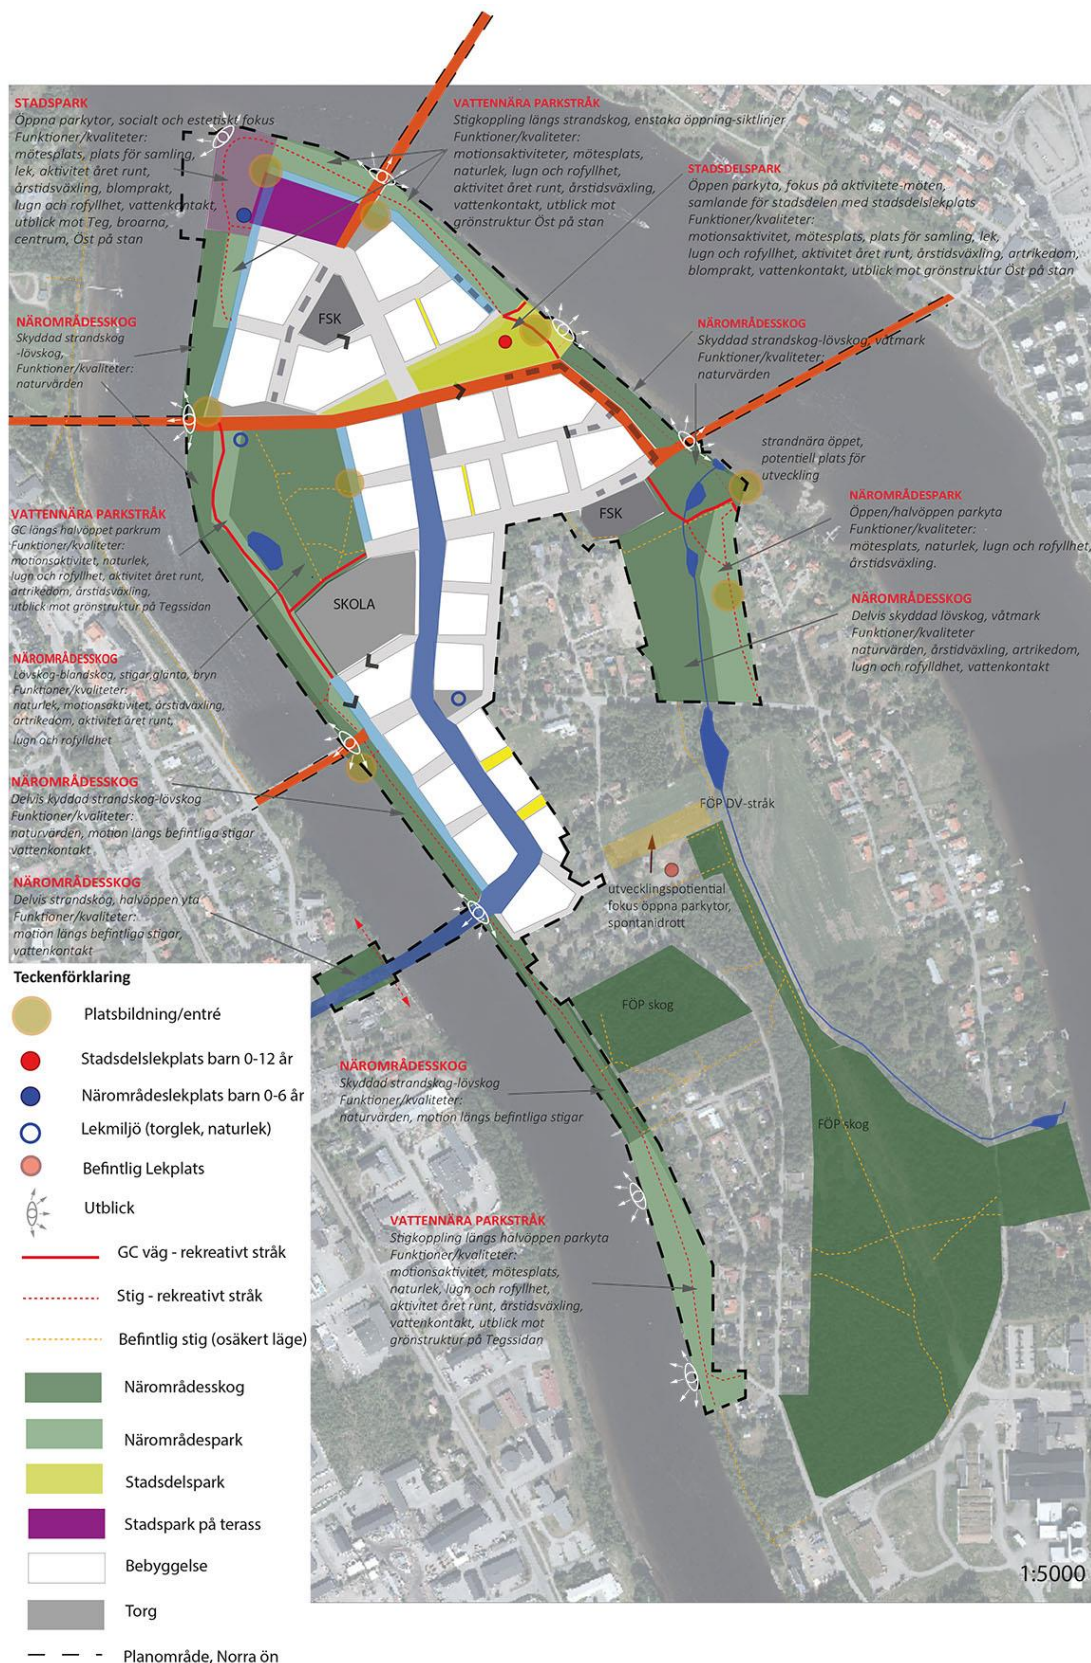 STADSPARK
Öppna parkytor, socialt och estetiskt fokus
Funktioner/kvaliteter:
mötesplats, plats för samling,
lek, aktivitet året runt,
årstidsväxling, blomprakt,
lugn och rofyllhet, vattenkontakt,
utblick mot Teg, broarna,
centrum, Öst på stan
VATTENNÄRA PARKSTRÅK
Stigkoppling längs strandskog, enstaka öppning-siktlinjer
Funktioner/kvaliteter:
motionsaktiviteter, mötesplats,
naturlek, lugn och rofyllhet,
aktivitet året runt, årstidsväxling,
vattenkontakt, utblick mot
grönstruktur Öst på stan
STADSDELSPARK
Öppen parkyta, fokus på aktivitete-möten,
samlande för stadsdelen med stadsdelslekplats
Funktioner/kvaliteter:
motionsaktivitet, mötesplats, plats för samling, lek,
lugn och rofyllhet, aktivitet året runt, årstidsväxling, artrikedom,
blomprakt, vattenkontakt, utblick mot grönstruktur Öst på stan
NÄROMRÅDESSKOG
Skyddad strandskog
-lövskog,
Funktioner/kvaliteter:
naturvärden
FSK
NÄROMRÅDESSKOG
Skyddad strandskog-lövskog, våtmark
Funktioner/kvaliteter:
naturvärden
strandnära öppet,
potentiell plats för
utveckling
NÄROMRÅDESPARK
Öppen/halvöppen parkyta
Funktioner/kvaliteter:
mötesplats, naturlek, lugn och rofyllhet,
årstidsväxling.
FSK
VATTENNÄRA PARKSTRÅK
GC längs halvöppet parkrum
Funktioner/kvaliteter:
motionsaktivitet, naturlek,
lugn och rofyllhet, aktivitet året runt,
artrikedom, årstidsväxling,
utblick mot grönstruktur på Tegssidan
SKOLA
NÄROMRÅDESSKOG
Delvis skyddad lövskog, våtmark
Funktioner/kvaliteter
naturvärden, årstidväxling, artrikedom,
lugn och rofylldhet, vattenkontakt
NÄROMRÅDESSKOG
Lövskog-blandskog, stigar,glänta, bryn
Funktioner/kvaliteter:
naturlek, motionsaktivitet, årstidväxling,
artrikedom, aktivitet året runt,
lugn och rofylldhet
NÄROMRÅDESSKOG
Delvis kyddad strandskog-lövskog
Funktioner/kvaliteter:
naturvärden, motion längs befintliga stigar
vattenkontakt
FÖP DV-stråk
utvecklingspotiential
fokus öppna parkytor,
spontanidrott
NÄROMRÅDESSKOG
Delvis strandskog, halvöppen yta
Funktioner/kvaliteter:
motion längs befintliga stigar,
vattenkontakt
FÖP skog
FÖP skog
NÄROMRÅDESSKOG
Skyddad strandskog-lövskog
Funktioner/kvaliteter:
naturvärden, motion längs befintliga stigar
VATTENNÄRA PARKSTRÅK
Stigkoppling längs halvöppen parkyta
Funktioner/kvaliteter:
motionsaktivitet, mötesplats,
naturlek, lugn och rofyllhet,
aktivitet året runt, årstidsväxling,
vattenkontakt, utblick mot
grönstruktur på Tegssidan
Teckenförklaring
Platsbildning/entré
Stadsdelslekplats barn 0-12 år
Närområdeslekplats barn 0-6 år
Lekmiljö (torglek, naturlek)
Befintlig Lekplats
Utblick
GC väg - rekreativt stråk
Stig - rekreativt stråk
Befintlig stig (osäkert läge)
Närområdesskog
Närområdespark
Stadsdelspark
Stadspark på terass
Bebyggelse
Torg
Planområde, Norra ön
1:5000